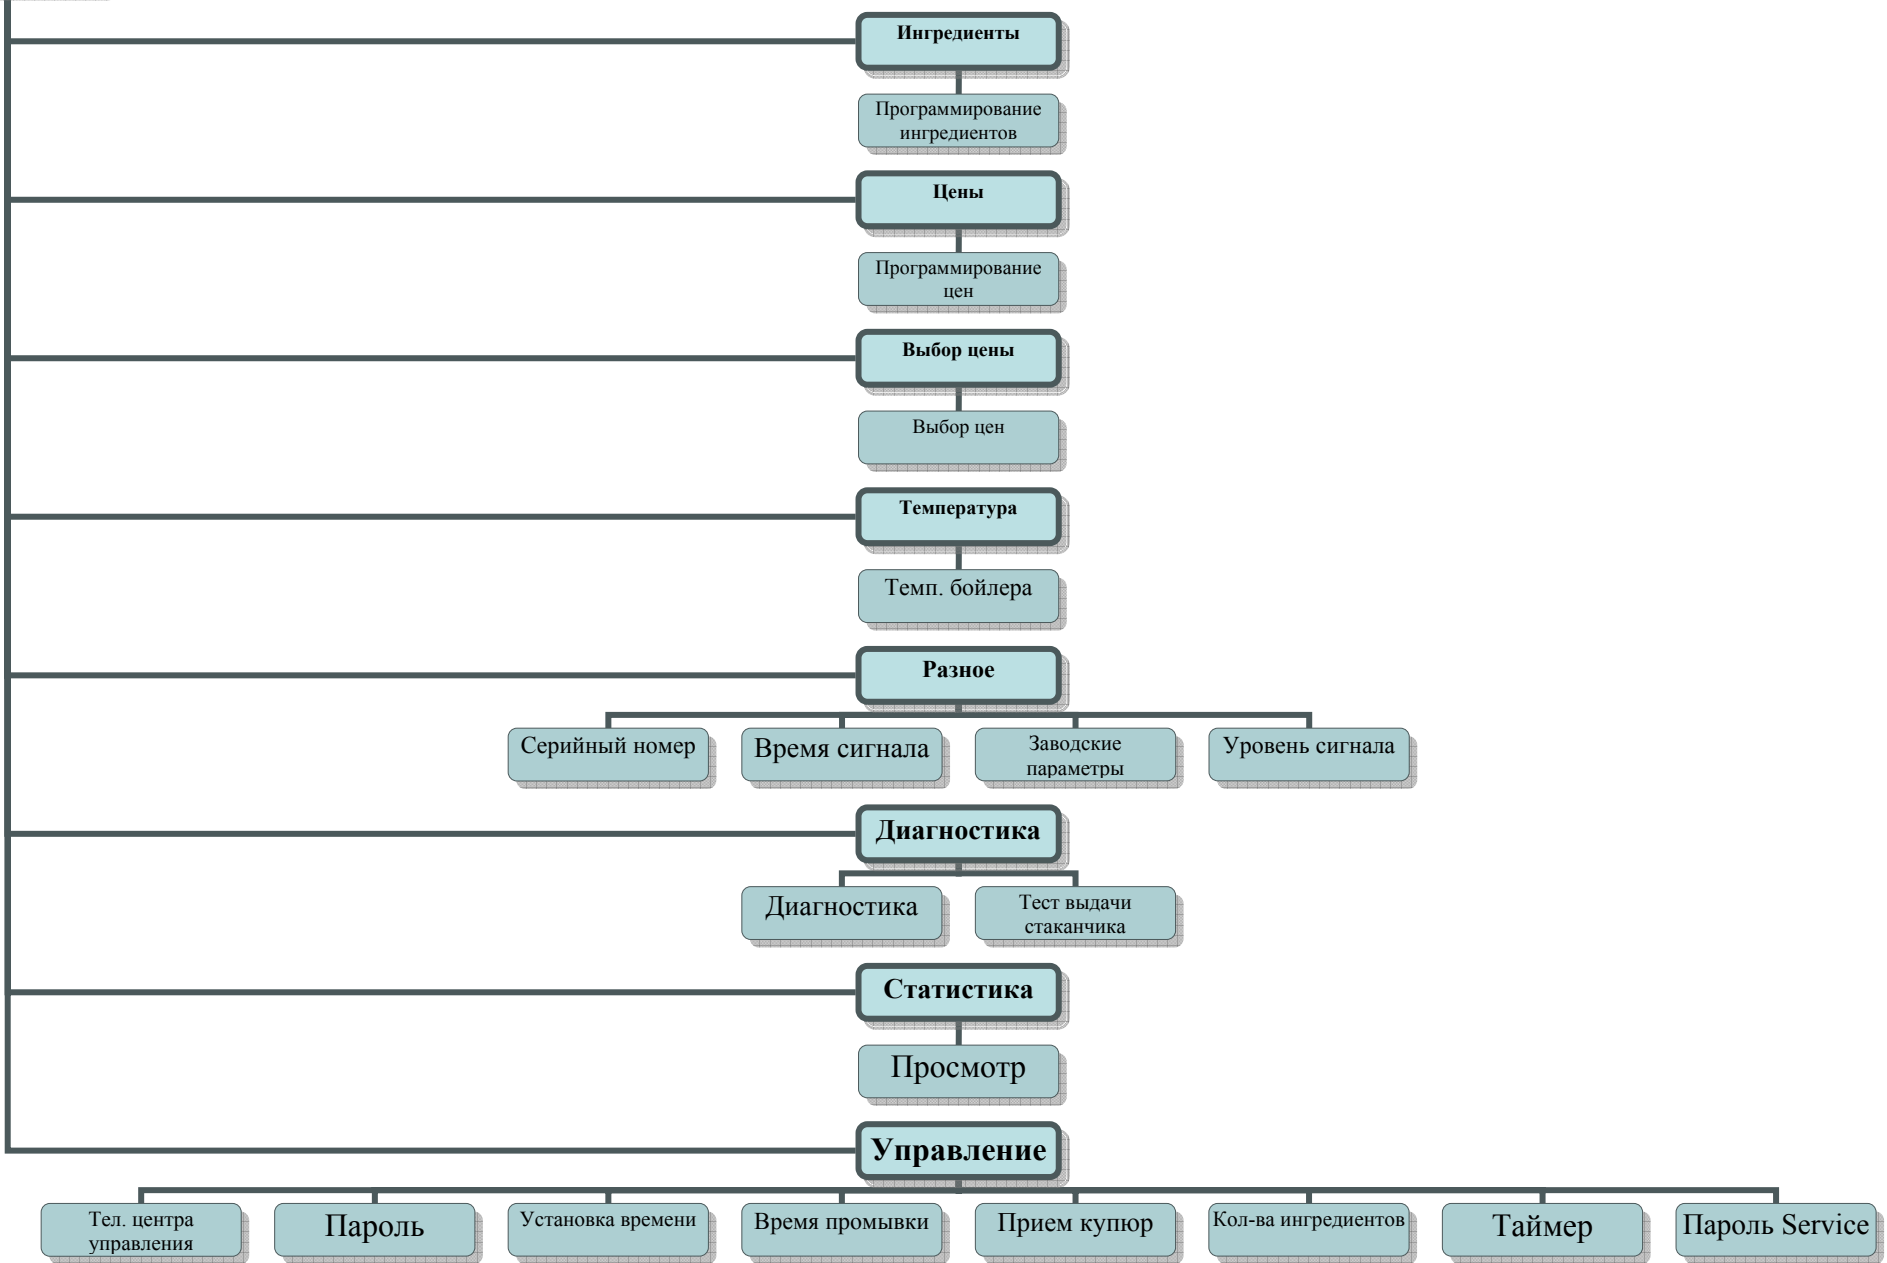 Ингредиенты
Программирование
ингредиентов
Цены
Программирование
цен
Выбор цены
Выбор цен
Температура
Темп. бойлера
Разное
Серийный номер
Время сигнала
Заводские
параметры
Уровень сигнала
Диагностика
Диагностика
Тест выдачи
стаканчика
Статистика
Просмотр
Управление
Тел. центра
управления
Пароль
Установка времени
Время промывки
Прием купюр
Кол-ва ингредиентов
Таймер
Пароль Service